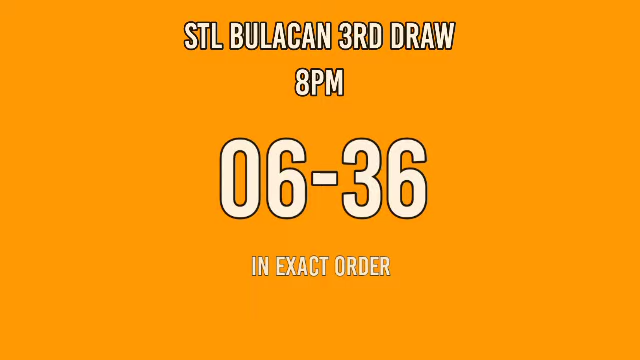 STL BULACAN 3RD DRAW
8PM
06-36
IN EXACT ORDER